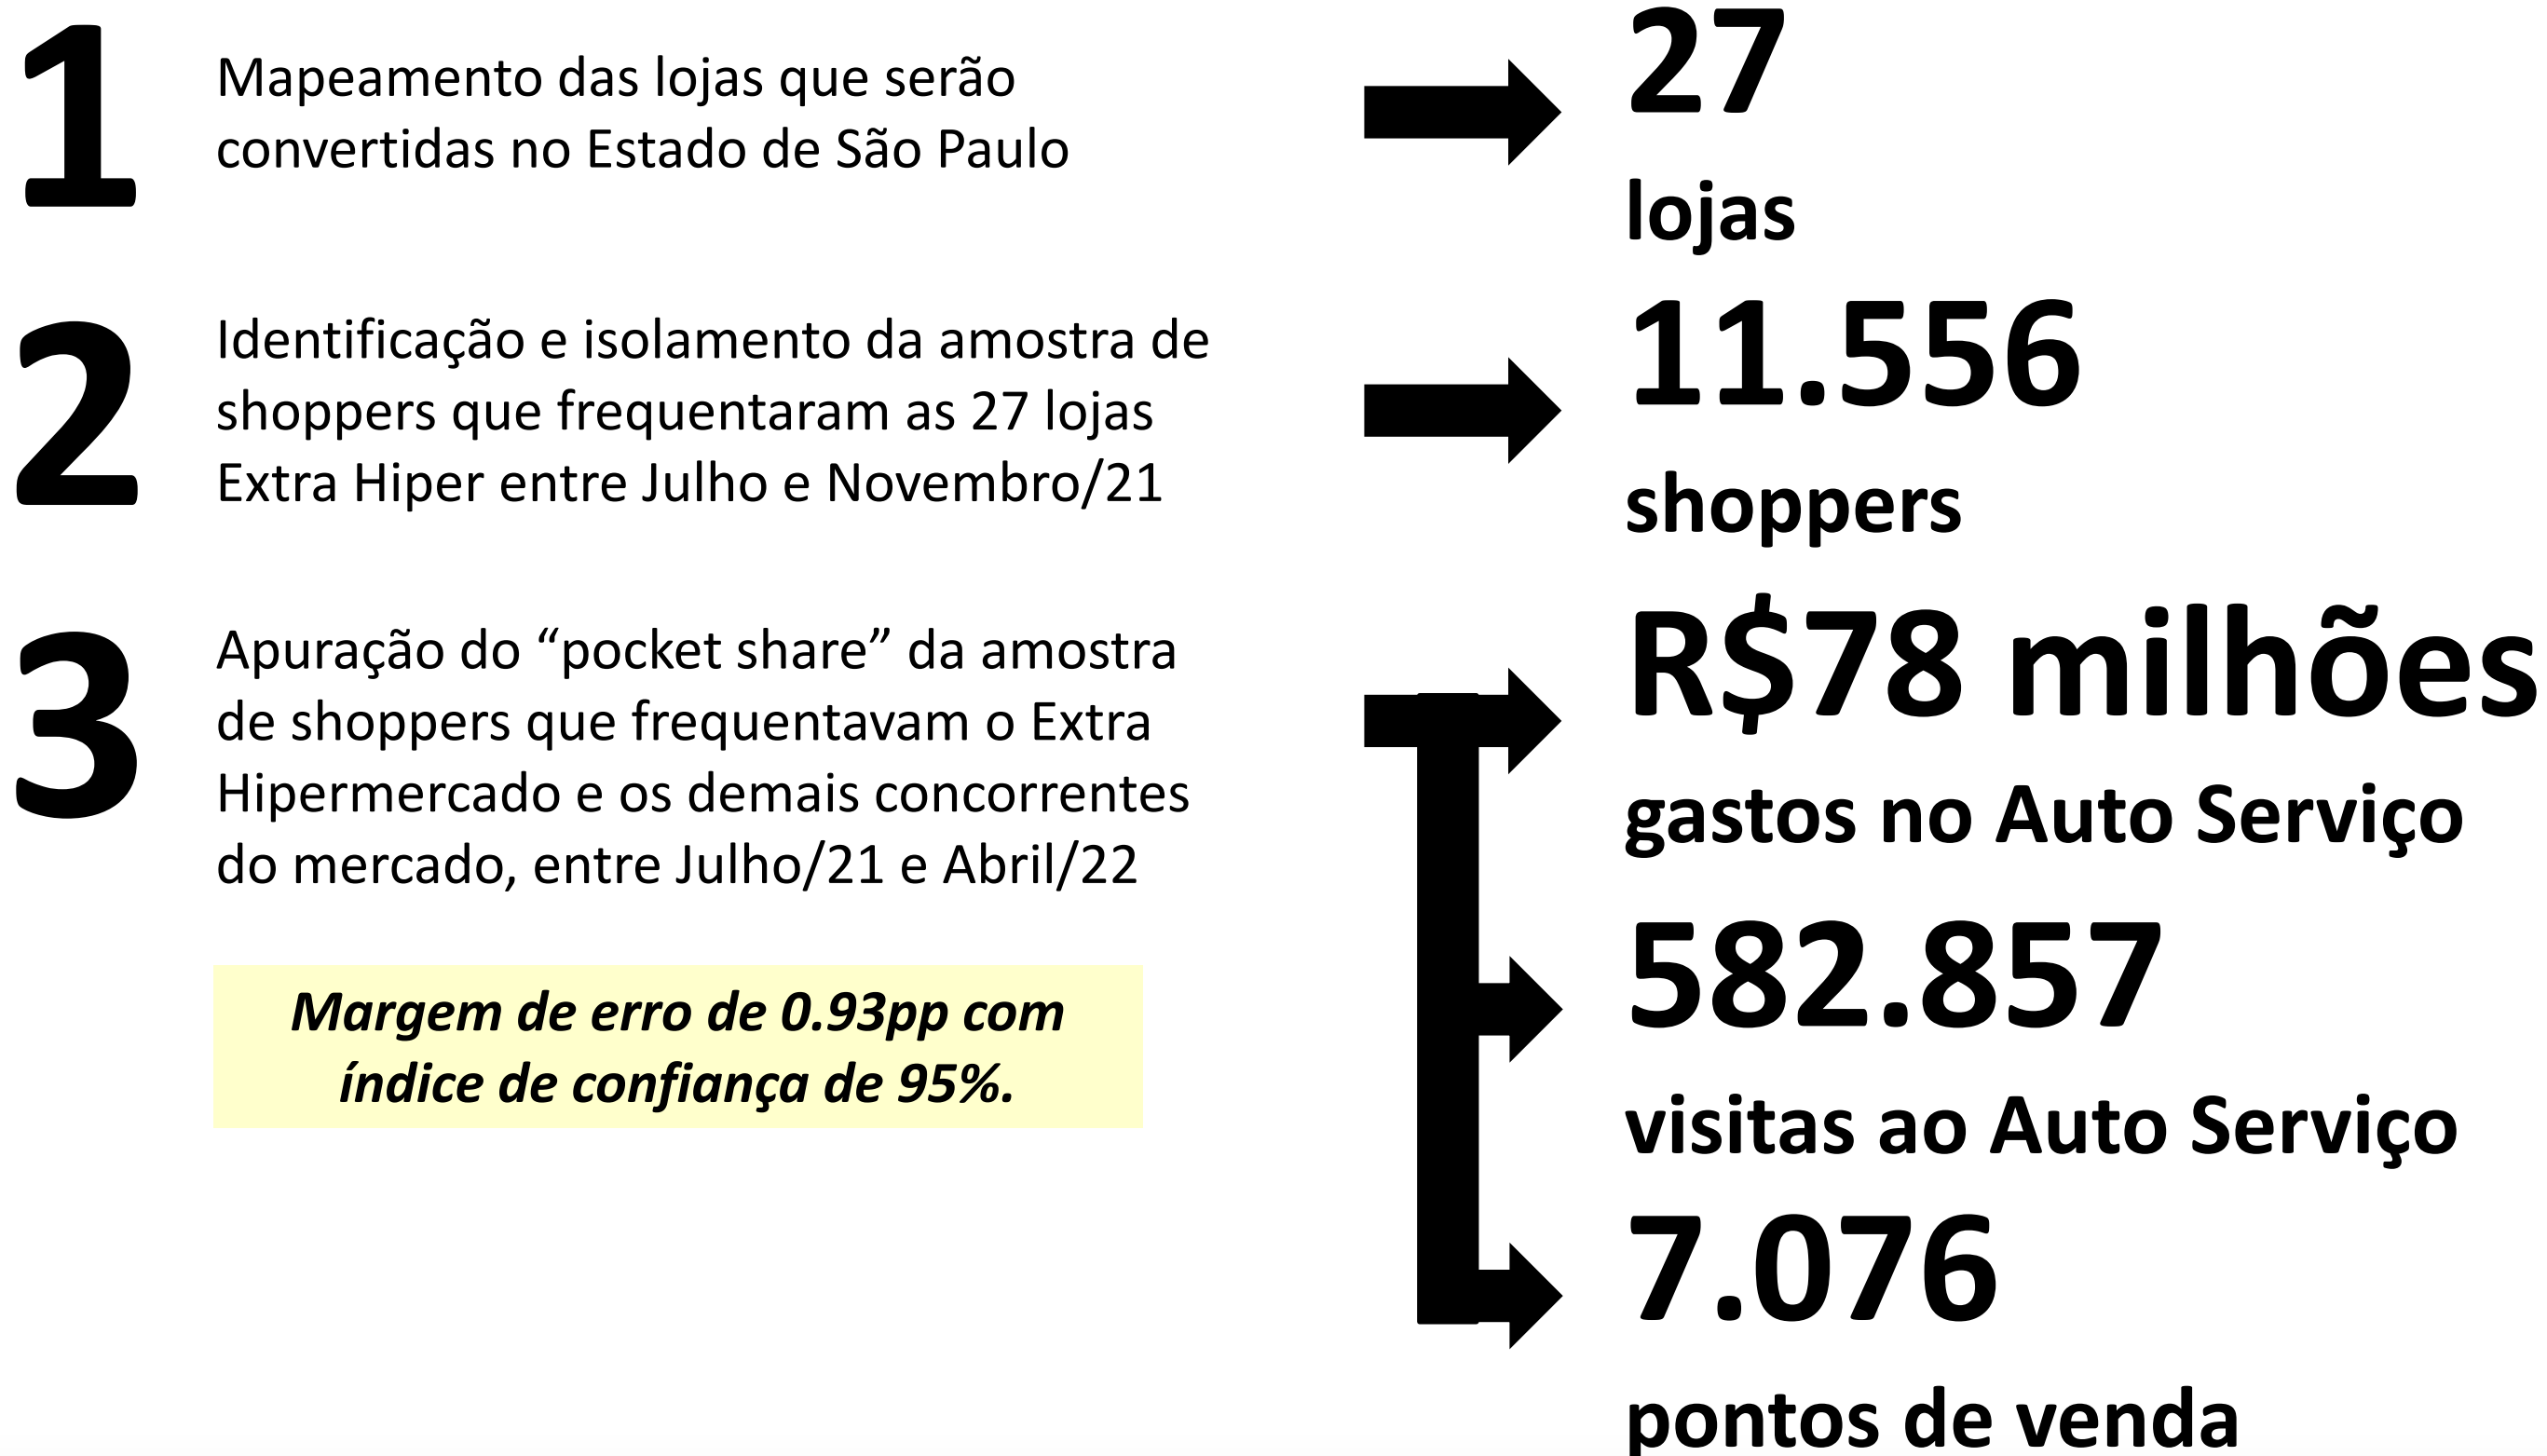 1
Mapeamento das lojas que serão
convertidas no Estado de São Paulo
27
lojas
2
Identificação e isolamento da amostra de
shoppers que frequentaram as 27 lojas
Extra Hiper entre Julho e Novembro/21
11.556
shoppers
3
Apuração do “pocket share” da amostra
de shoppers que frequentavam o Extra
Hipermercado e os demais concorrentes
do mercado, entre Julho/21 e Abril/22
Margem de erro de 0.93pp com
índice de confiança de 95%.
R$78 milhões
gastos no Auto Serviço
582.857
visitas ao Auto Serviço
7.076
pontos de venda